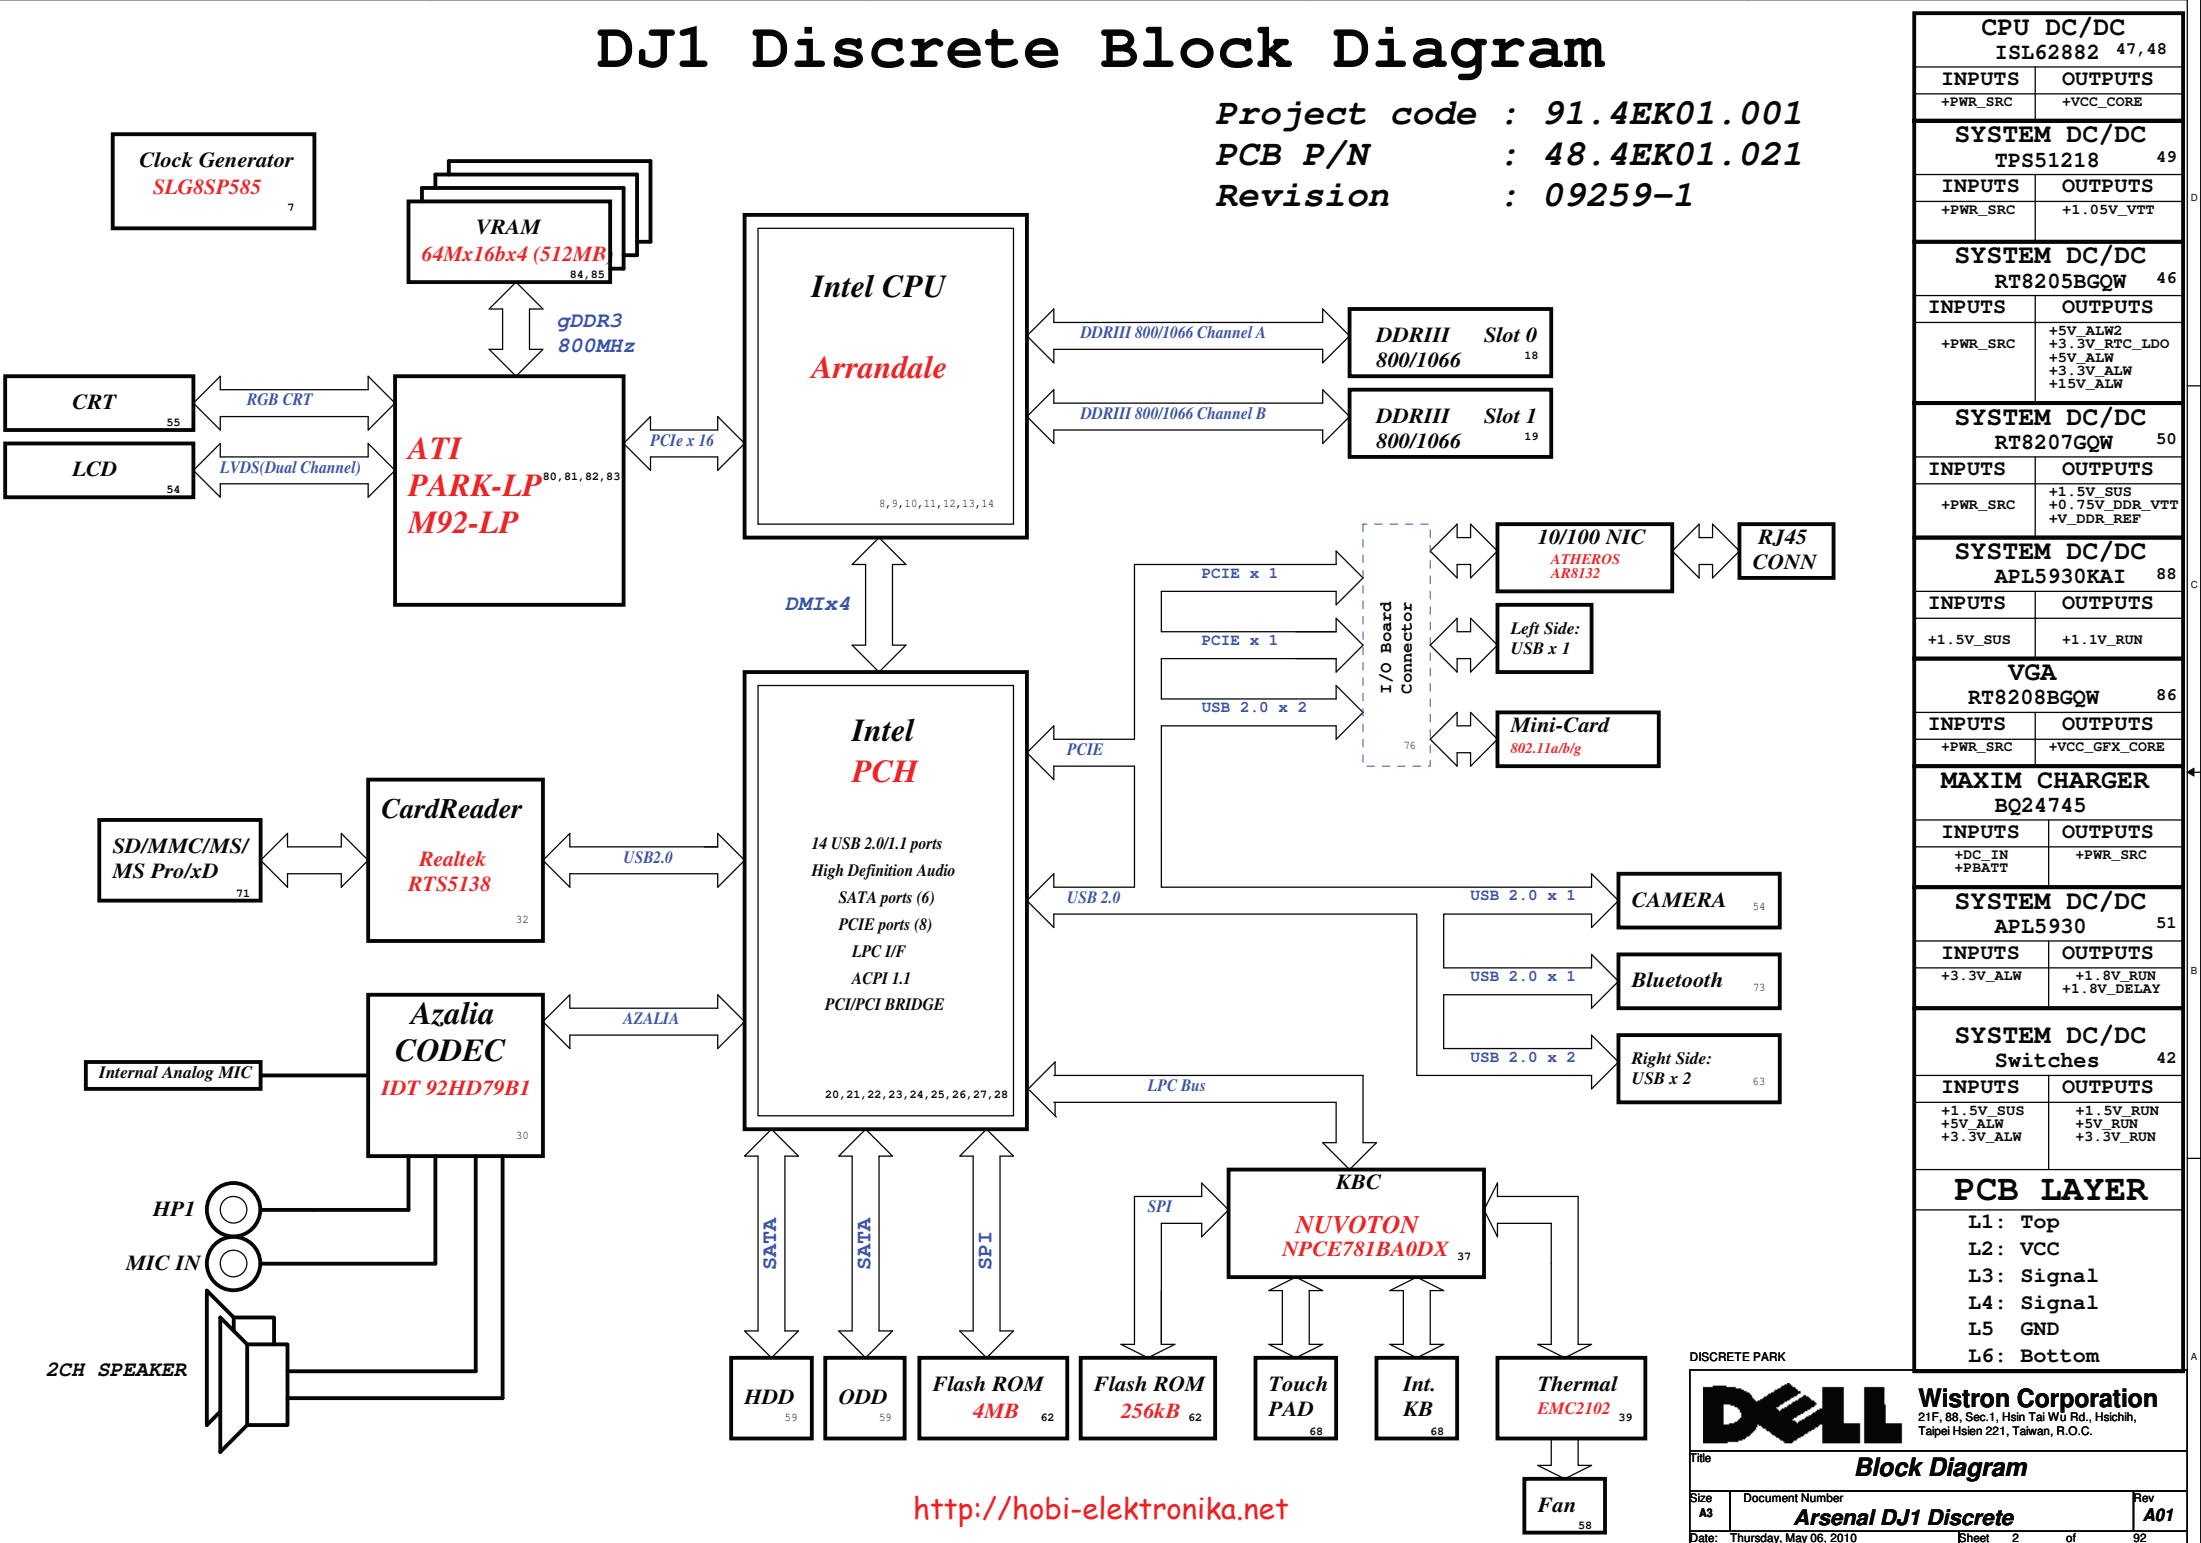 DJ1 Discrete Block Diagram
Project code : 91.4EK01.001
PCB P/N : 48.4EK01.021
Revision : 09259-1
Clock Generator
SLG8SP585
7
VRAM
64Mx16bx4 (512MB)
84,85
gDDR3
800MHz
CRT
55
RGB CRT
LCD
54
LVDS(Dual Channel)
ATI
PARK-LP
M92-LP
80,81,82,83
PCIe x 16
Intel CPU
Arrandale
8,9,10,11,12,13,14
DDRIII 800/1066 Channel A
DDRIII Slot 0
800/1066
18
DDRIII 800/1066 Channel B
DDRIII Slot 1
800/1066
19
DMIx4
Intel
PCH
14 USB 2.0/1.1 ports
High Definition Audio
SATA ports (6)
PCIE ports (8)
LPC I/F
ACPI 1.1
PCI/PCI BRIDGE
20,21,22,23,24,25,26,27,28
PCIE
PCIE x 1
PCIE x 1
USB 2.0 x 2
I/O Board
Connector
76
10/100 NIC
ATHEROS
AR8132
RJ45
CONN
Left Side:
USB x 1
Mini-Card
802.11a/b/g
SD/MMC/MS/
MS Pro/xD
71
CardReader
Realtek
RTS5138
32
USB2.0
USB 2.0
USB 2.0 x 1
CAMERA
54
USB 2.0 x 1
Bluetooth
73
USB 2.0 x 2
Right Side:
USB x 2
63
Azalia
CODEC
IDT 92HD79B1
30
AZALIA
Internal Analog MIC
HP1
MIC IN
2CH SPEAKER
LPC Bus
KBC
NUVOTON
NPCE781BA0DX
37
SPI
SATA
SATA
SPI
HDD
59
ODD
59
Flash ROM
4MB
62
Flash ROM
256kB
62
Touch
PAD
68
Int.
KB
68
Thermal
EMC2102
39
Fan
58
http://hobi-elektronika.net
CPU DC/DC
ISL62882 47,48
INPUTS OUTPUTS
+PWR_SRC +VCC_CORE
SYSTEM DC/DC
TPS51218 49
INPUTS OUTPUTS
+PWR_SRC +1.05V_VTT
SYSTEM DC/DC
RT8205BGQW 46
INPUTS OUTPUTS
+PWR_SRC
+5V_ALW2
+3.3V_RTC_LDO
+5V_ALW
+3.3V_ALW
+15V_ALW
SYSTEM DC/DC
RT8207GQW 50
INPUTS OUTPUTS
+PWR_SRC
+1.5V_SUS
+0.75V_DDR_VTT
+V_DDR_REF
SYSTEM DC/DC
APL5930KAI 88
INPUTS OUTPUTS
+1.5V_SUS +1.1V_RUN
VGA
RT8208BGQW 86
INPUTS OUTPUTS
+PWR_SRC +VCC_GFX_CORE
MAXIM CHARGER
BQ24745
INPUTS OUTPUTS
+DC_IN +PWR_SRC
+PBATT
SYSTEM DC/DC
APL5930 51
INPUTS OUTPUTS
+3.3V_ALW +1.8V_RUN
+1.8V_DELAY
SYSTEM DC/DC
Switches 42
INPUTS OUTPUTS
+1.5V_SUS +1.5V_RUN
+5V_ALW +5V_RUN
+3.3V_ALW +3.3V_RUN
PCB LAYER
L1: Top
L2: VCC
L3: Signal
L4: Signal
L5 GND
L6: Bottom
D
C
B
A
DISCRETE PARK
DELL
Wistron Corporation
21F, 88, Sec.1, Hsin Tai Wu Rd., Hsichih,
Taipei Hsien 221, Taiwan, R.O.C.
Title
Block Diagram
Size Document Number Rev
A3 Arsenal DJ1 Discrete A01
Date: Thursday, May 06, 2010 Sheet 2 of 92